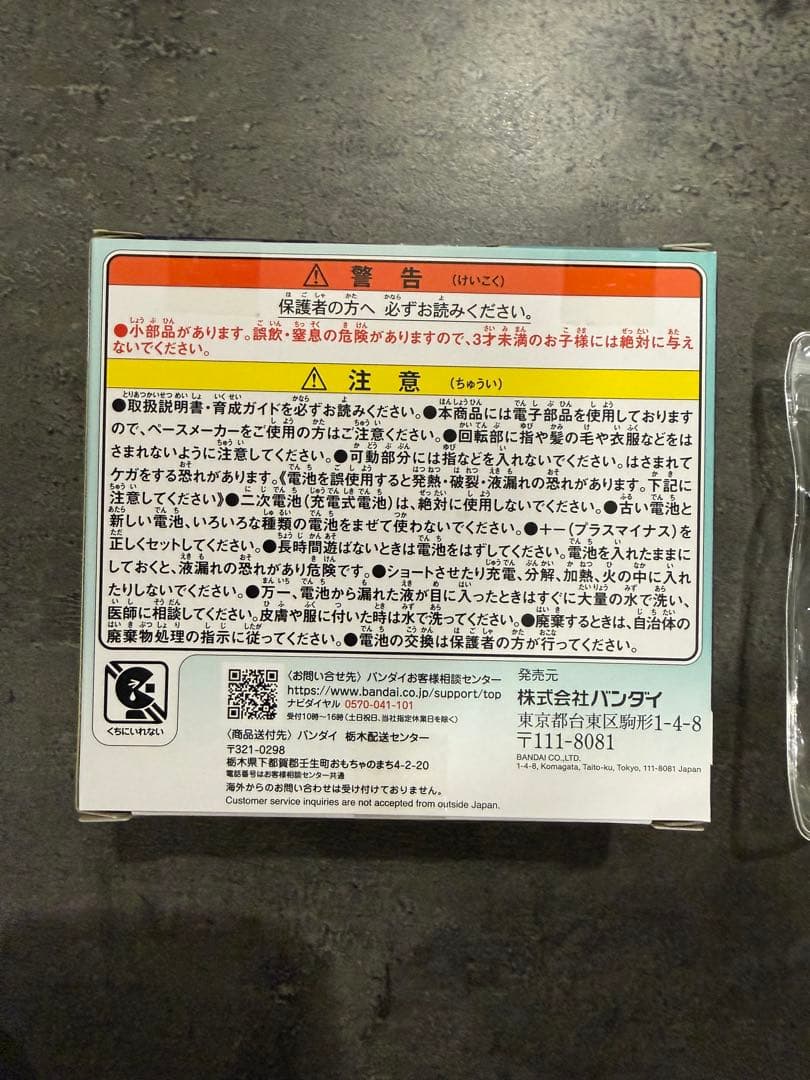 ⚠ 警告 (けいこく)
保護者の方へ 必ずお読みください。
●小部品があります。誤飲・窒息の危険がありますので、3才未満のお子様には絶対に与え
ないでください。
⚠ 注意 (ちゅうい)
●取扱説明書・育成ガイドを必ずお読みください。●本商品には電子部品を使用しております
ので、ペースメーカーをご使用の方はご注意ください。●回転部に指や髪の毛や衣服などをは
さまれないように注意してください。●可動部分には指などを入れないでください。はさまれて
ケガをする恐れがあります。《電池を誤使用すると発熱・破裂・液漏れの恐れがあります。下記に
注意してください》●二次電池(充電式電池)は、絶対に使用しないでください。●古い電池と
新しい電池、いろいろな種類の電池をまぜて使わないでください。●+-(プラスマイナス)を
正しくセットしてください。●長時間遊ばないときは電池をはずしてください。電池を入れたままに
しておくと、液漏れの恐れがあり危険です。●ショートさせたり充電、分解、加熱、火の中に入れ
たりしないでください。●万一、電池から漏れた液が目に入ったときはすぐに大量の水で洗い、
医師に相談してください。皮膚や服に付いた時は水で洗ってください。●廃棄するときは、自治体の
廃棄物処理の指示に従ってください。●電池の交換は保護者の方が行ってください。
くちにいれない
〈お問い合せ先〉バンダイお客様相談センター
https://www.bandai.co.jp/support/top
ナビダイヤル 0570-041-101
受付10時~16時(土日祝日、当社指定休業日を除く)
〈商品送付先〉バンダイ 栃木配送センター
〒321-0298
栃木県下都賀郡壬生町おもちゃのまち4-2-20
電話番号はお客様相談センター共通
海外からのお問い合わせは受け付けておりません。
Customer service inquiries are not accepted from outside Japan.
発売元
株式会社バンダイ
東京都台東区駒形1-4-8
〒111-8081
BANDAI CO.,LTD.
1-4-8, Komagata, Taito-ku, Tokyo, 111-8081 Japan